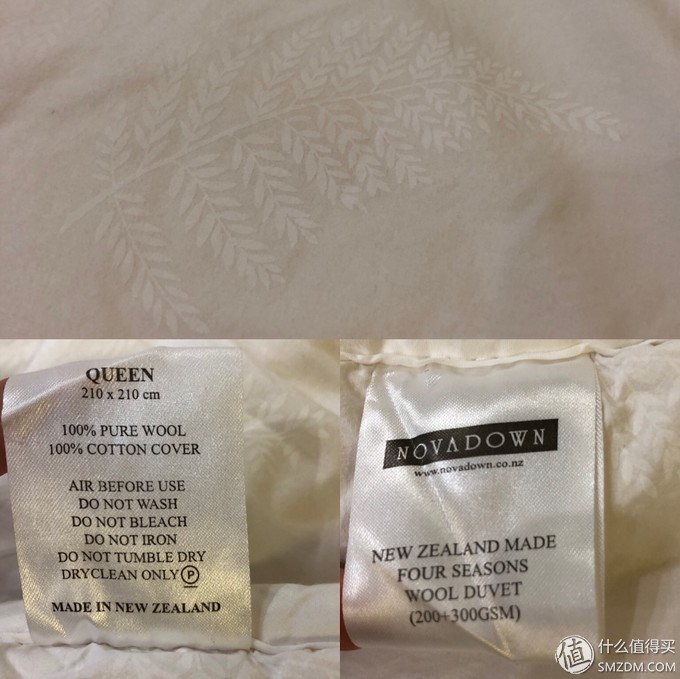 QUEEN
210 x 210 cm
100% PURE WOOL
100% COTTON COVER
AIR BEFORE USE
DO NOT WASH
DO NOT BLEACH
DO NOT IRON
DO NOT TUMBLE DRY
DRYCLEAN ONLY Ⓟ
MADE IN NEW ZEALAND
NOVADOWN
www.novadown.co.nz
NEW ZEALAND MADE
FOUR SEASONS
WOOL DUVET
(200+300GSM)
值 什么值得买
SMZDM.COM